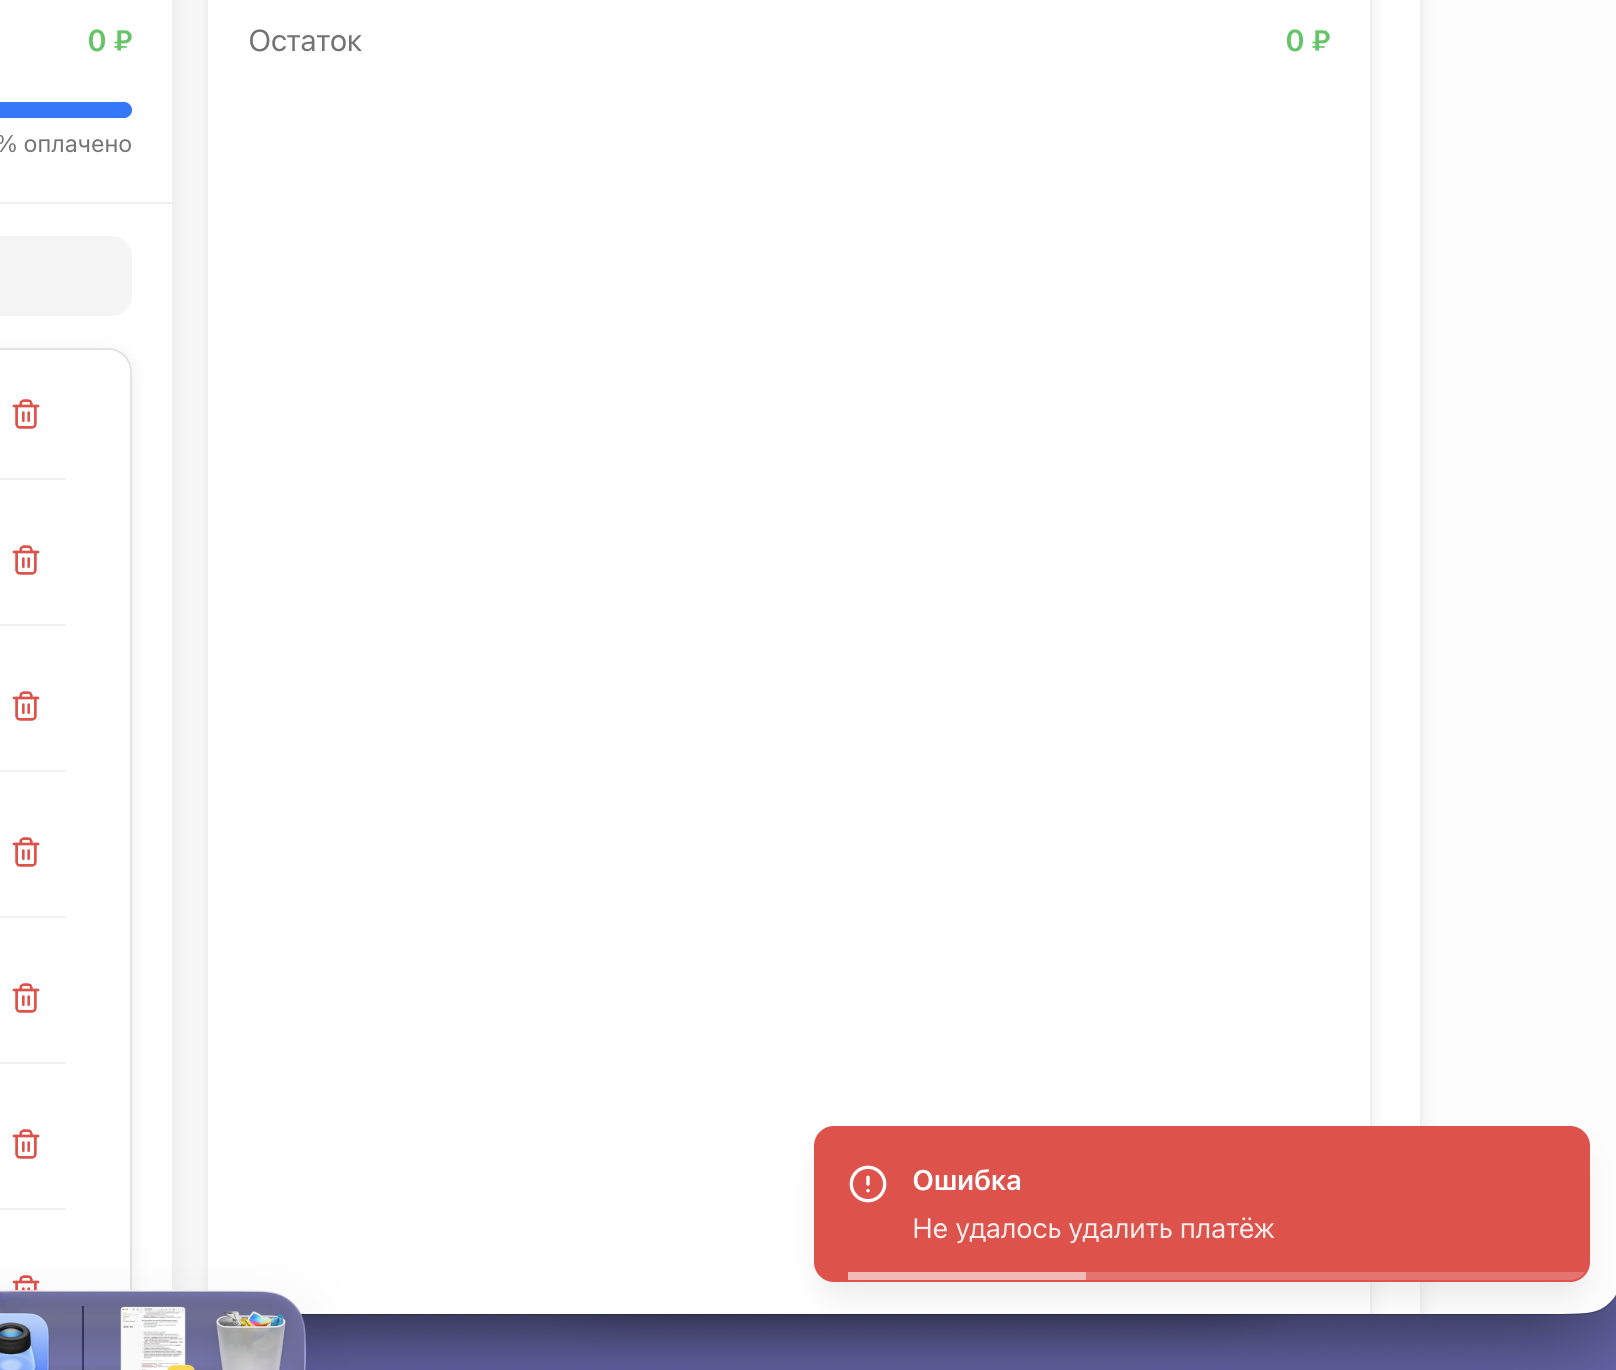 0 ₽
% оплачено
Остаток
0 ₽
Ошибка
Не удалось удалить платёж